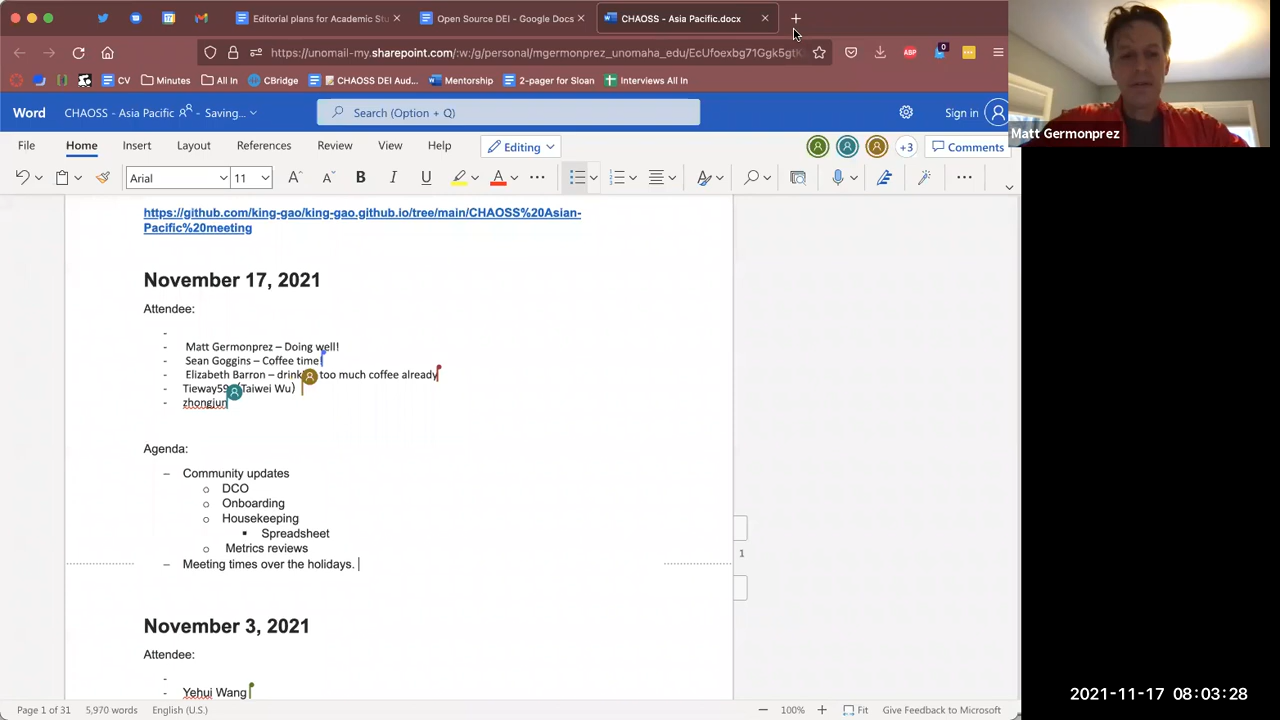 Editorial plans for Academic Stu
Open Source DEI - Google Docs
CHAOSS - Asia Pacific.docx
https://unomail-my.sharepoint.com/:w:/g/personal/mgermonprez_unomaha_edu/EcUfoexbg71Ggk5gtK
ABP
0
CV
Minutes
All In
CBridge
CHAOSS DEI Aud...
Mentorship
2-pager for Sloan
Interviews All In
Word
CHAOSS - Asia Pacific - Saving...
Search (Option + Q)
Sign in
File
Home
Insert
Layout
References
Review
View
Help
Editing
+3
Comments
Arial
11
B
I
U
A
https://github.com/king-gao/king-gao.github.io/tree/main/CHAOSS%20Asian-
Pacific%20meeting
November 17, 2021
Attendee:
-
- Matt Germonprez – Doing well!
- Sean Goggins – Coffee time!
- Elizabeth Barron – drink too much coffee already
- Tieway59 (Taiwei Wu)
- zhongjun
Agenda:
– Community updates
o DCO
o Onboarding
o Housekeeping
▪ Spreadsheet
o Metrics reviews
– Meeting times over the holidays.
1
November 3, 2021
Attendee:
-
- Yehui Wang
Page 1 of 31
5,970 words
English (U.S.)
100%
Fit
Give Feedback to Microsoft
Matt Germonprez
2021-11-17 08:03:28